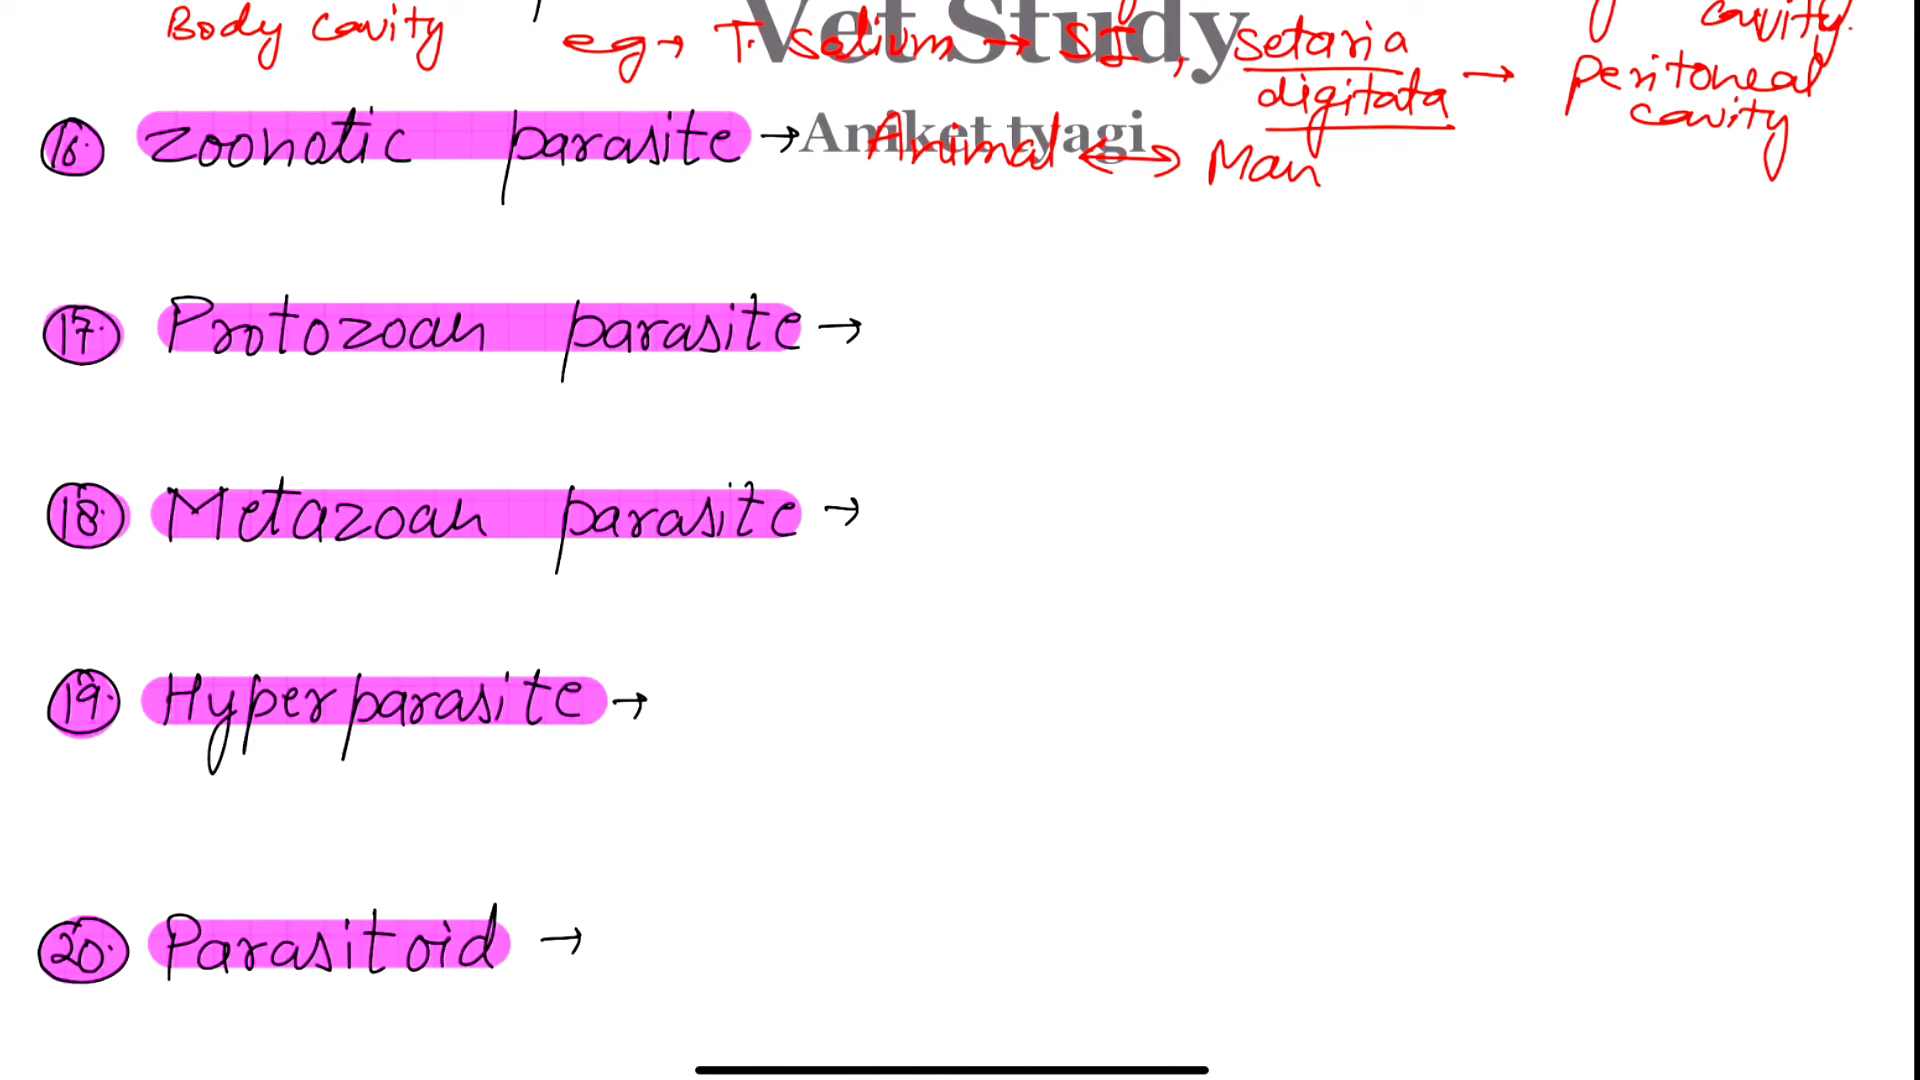 cavity.
Body cavity eg → T. Solium → SI, Setaria digitata → Peritoneal cavity
Vet Study
16. Zoonotic parasite → Animal ↔ Man
Aniket tyagi
17. Protozoan parasite →
18. Metazoan parasite →
19. Hyperparasite →
20. Parasitoid →